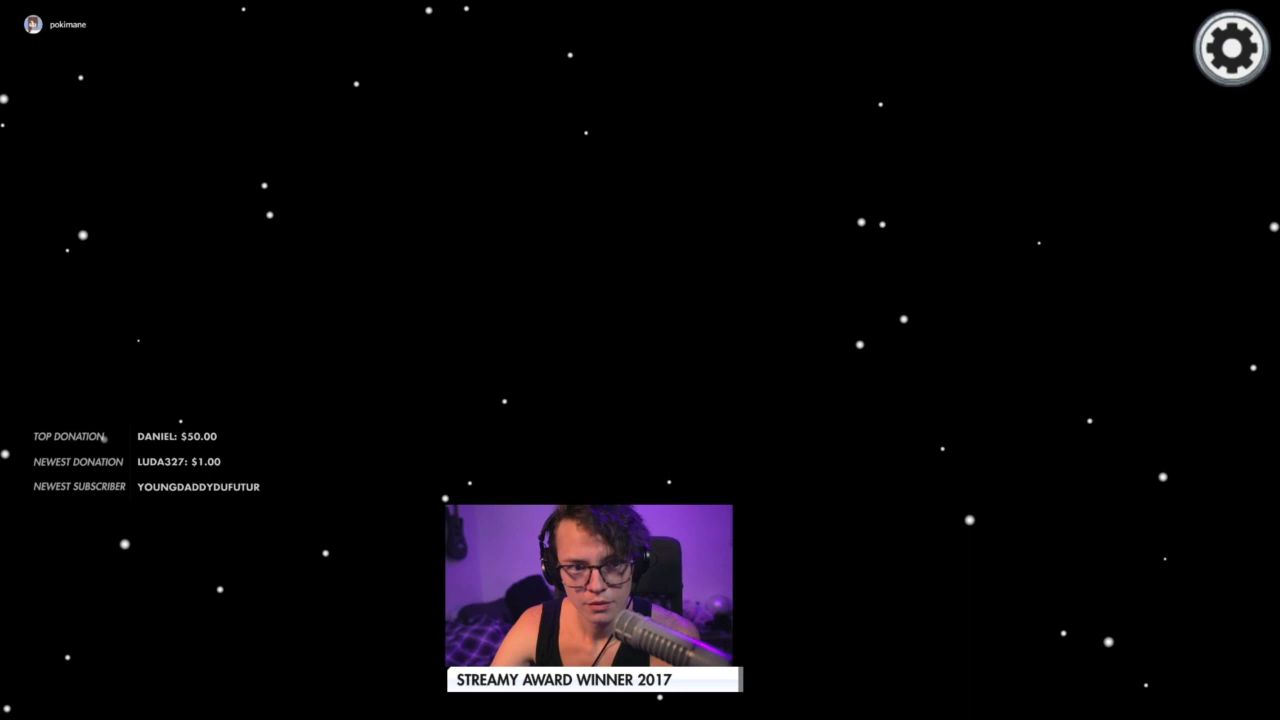 pokimane
TOP DONATION DANIEL: $50.00
NEWEST DONATION LUDA327: $1.00
NEWEST SUBSCRIBER YOUNGDADDYDUFUTUR
STREAMY AWARD WINNER 2017